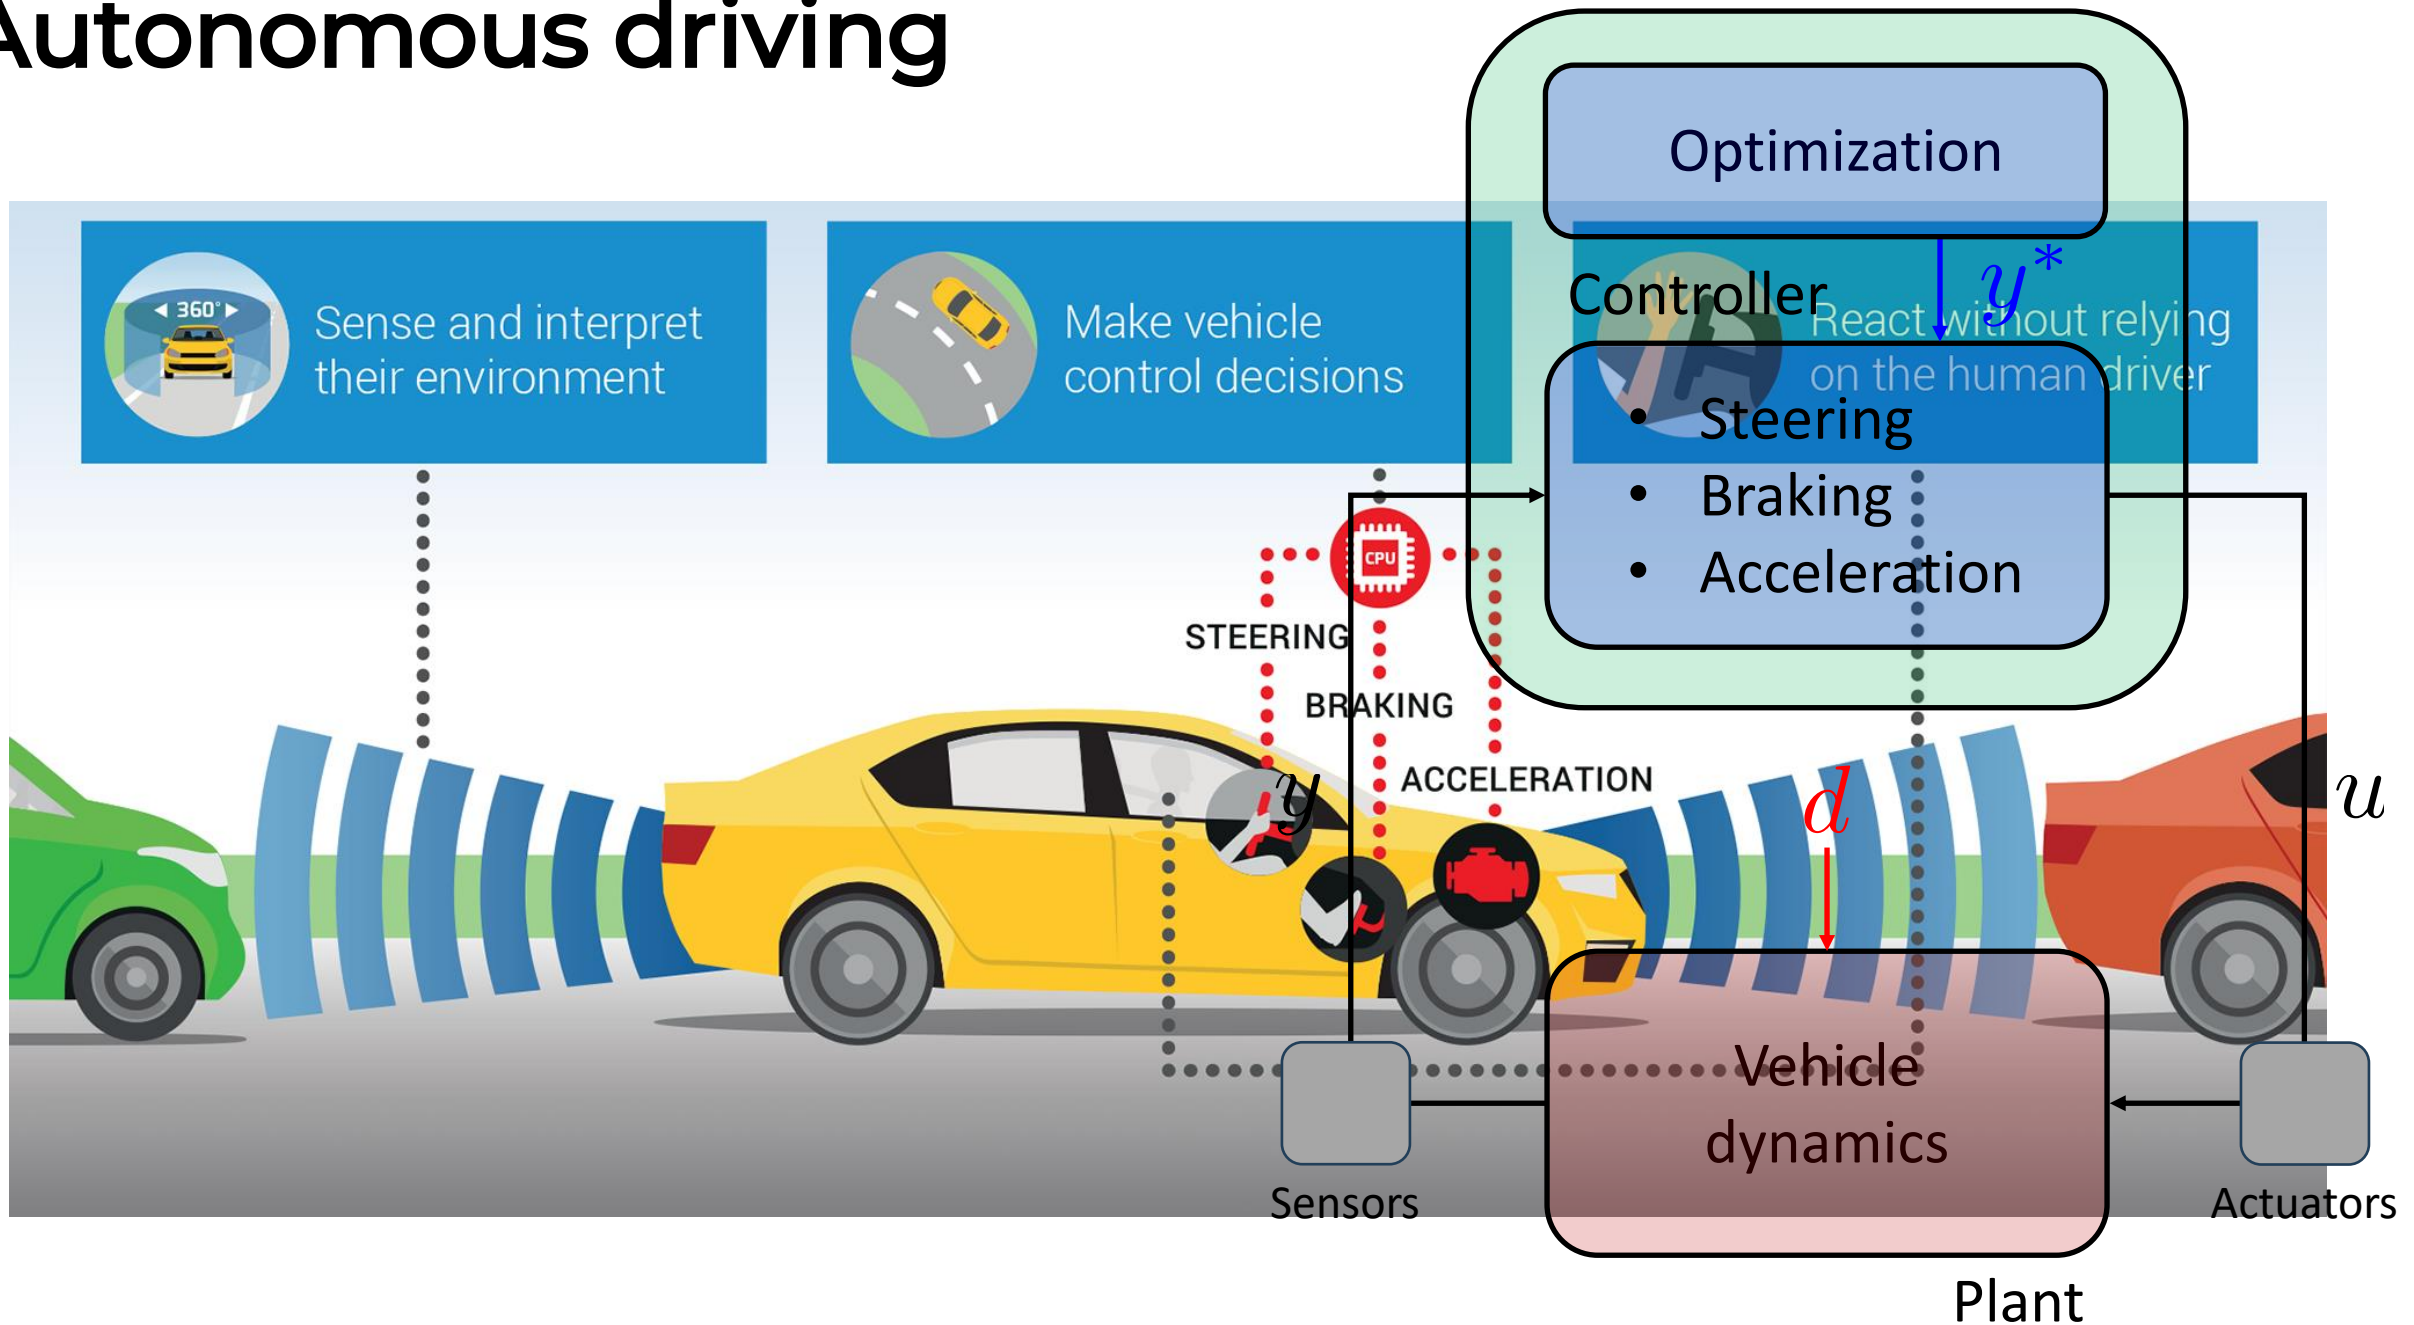 Autonomous driving
Optimization
y*
Controller
◄ 360° ►
Sense and interpret
their environment
Make vehicle
control decisions
React without relying
on the human driver
• Steering
• Braking
• Acceleration
CPU
STEERING
BRAKING
ACCELERATION
y
d
u
Vehicle
dynamics
Sensors
Actuators
Plant